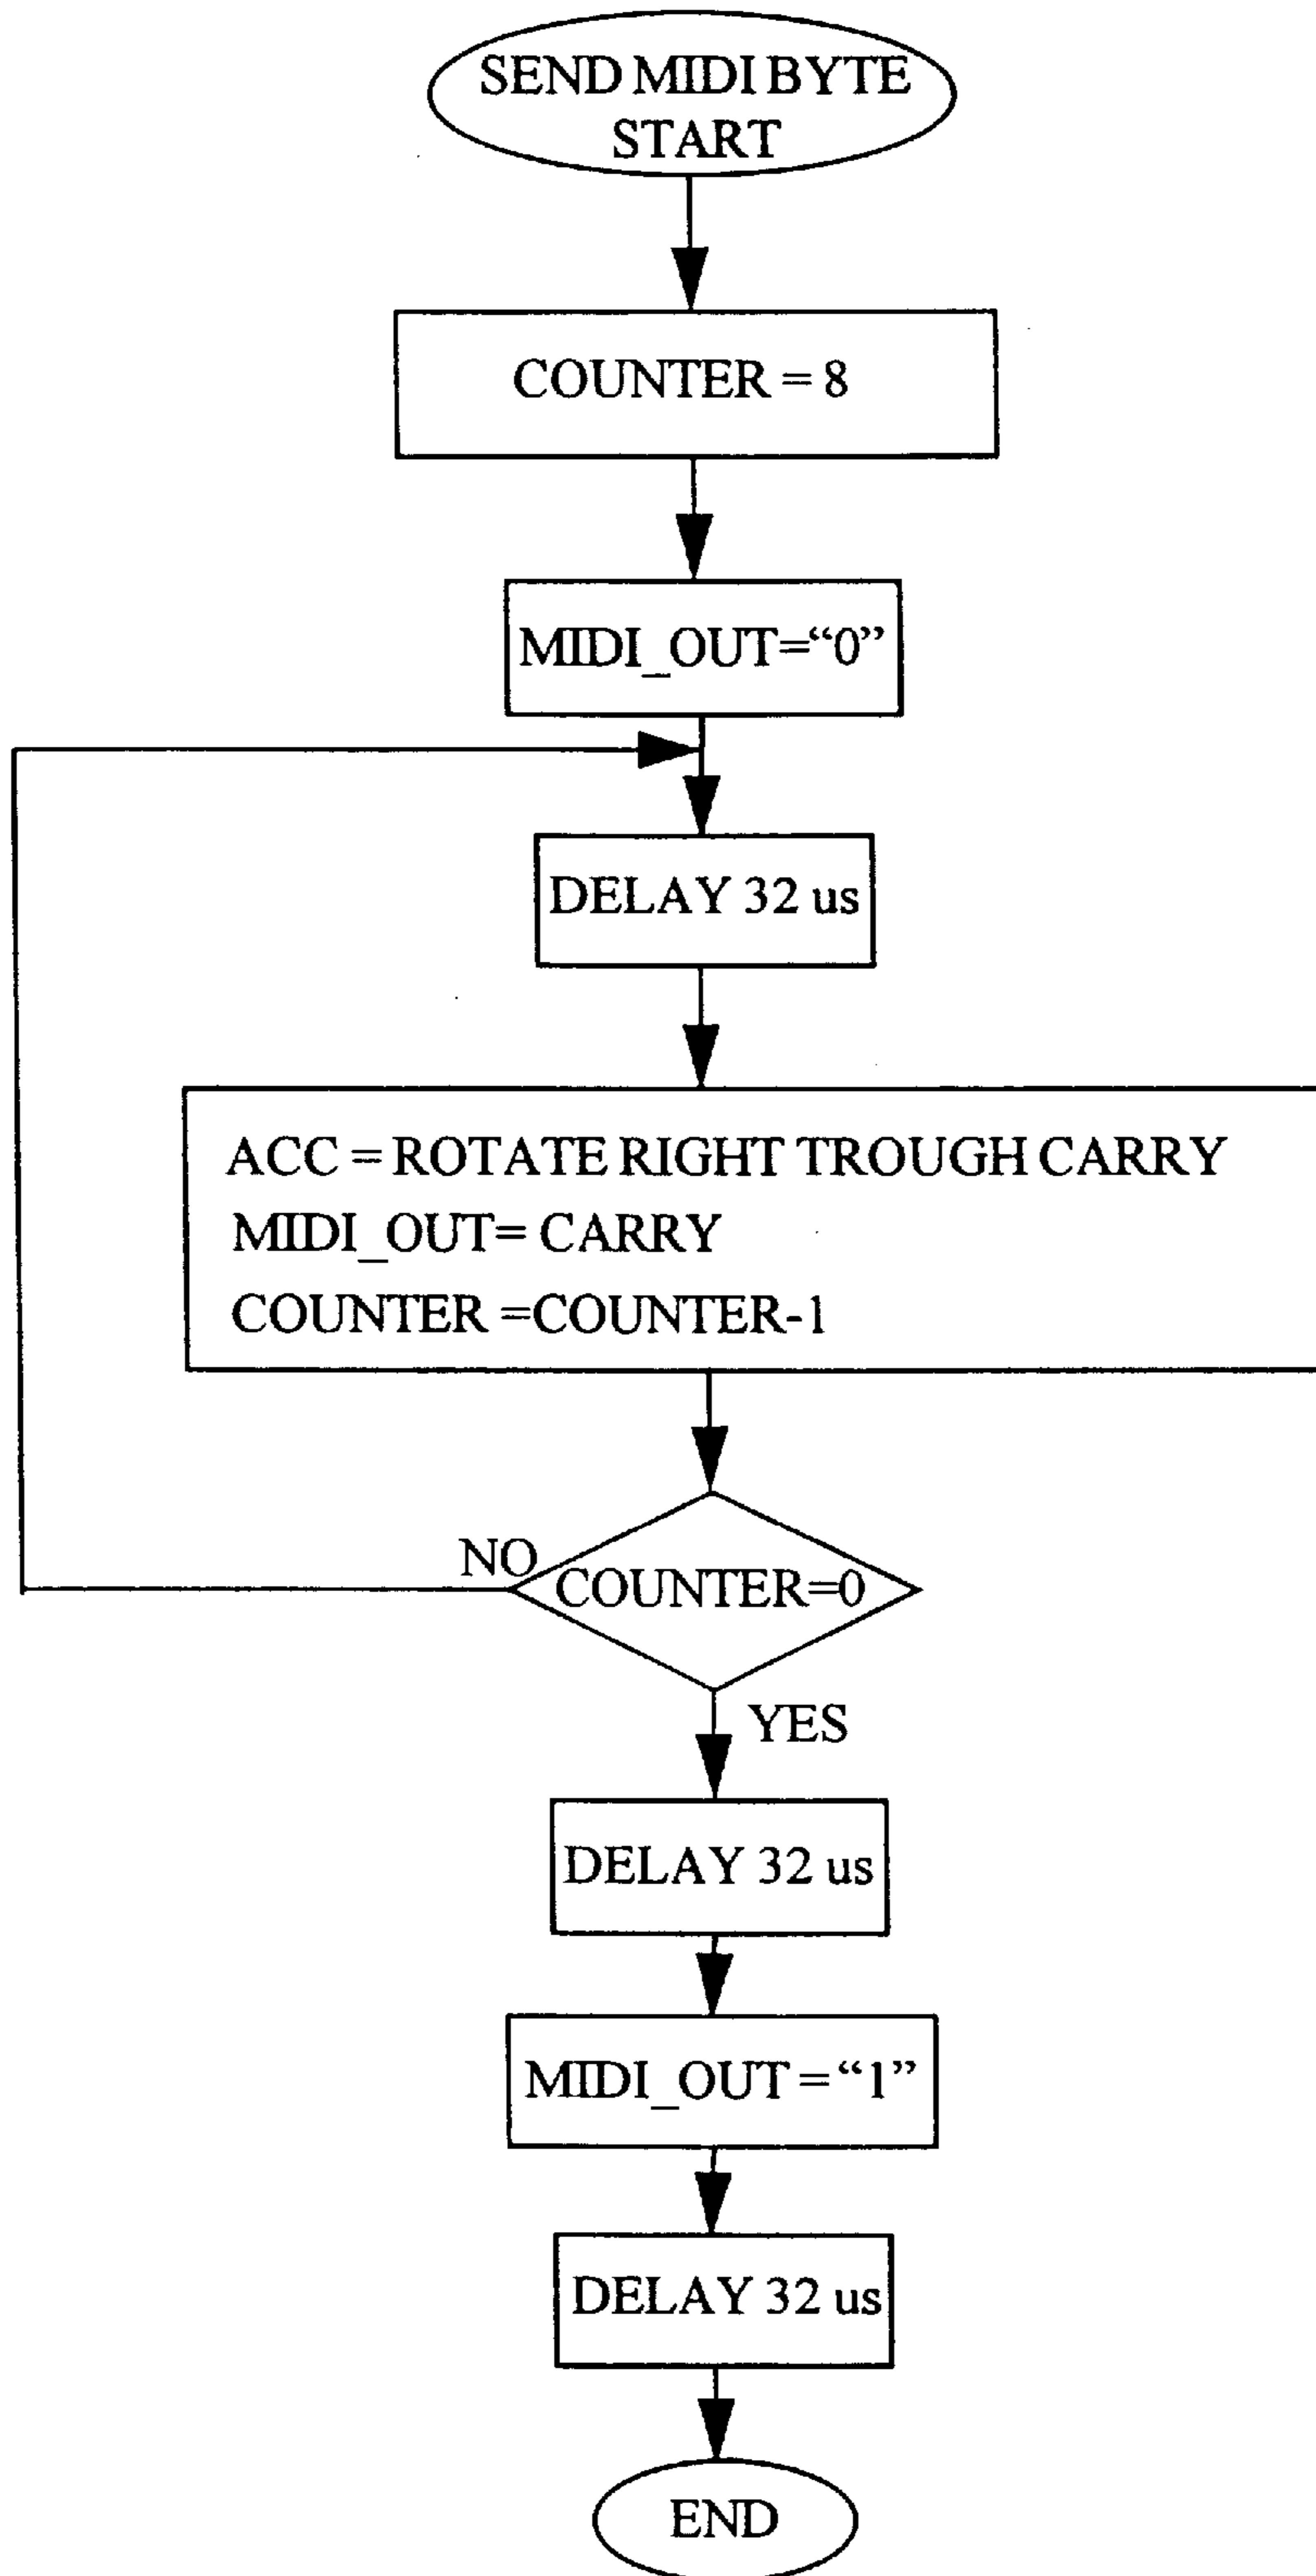 SEND MIDI BYTE
START
COUNTER = 8
MIDI_OUT=“0”
DELAY 32 us
ACC = ROTATE RIGHT TROUGH CARRY
MIDI_OUT= CARRY
COUNTER =COUNTER-1
NO
COUNTER=0
YES
DELAY 32 us
MIDI_OUT = “1”
DELAY 32 us
END